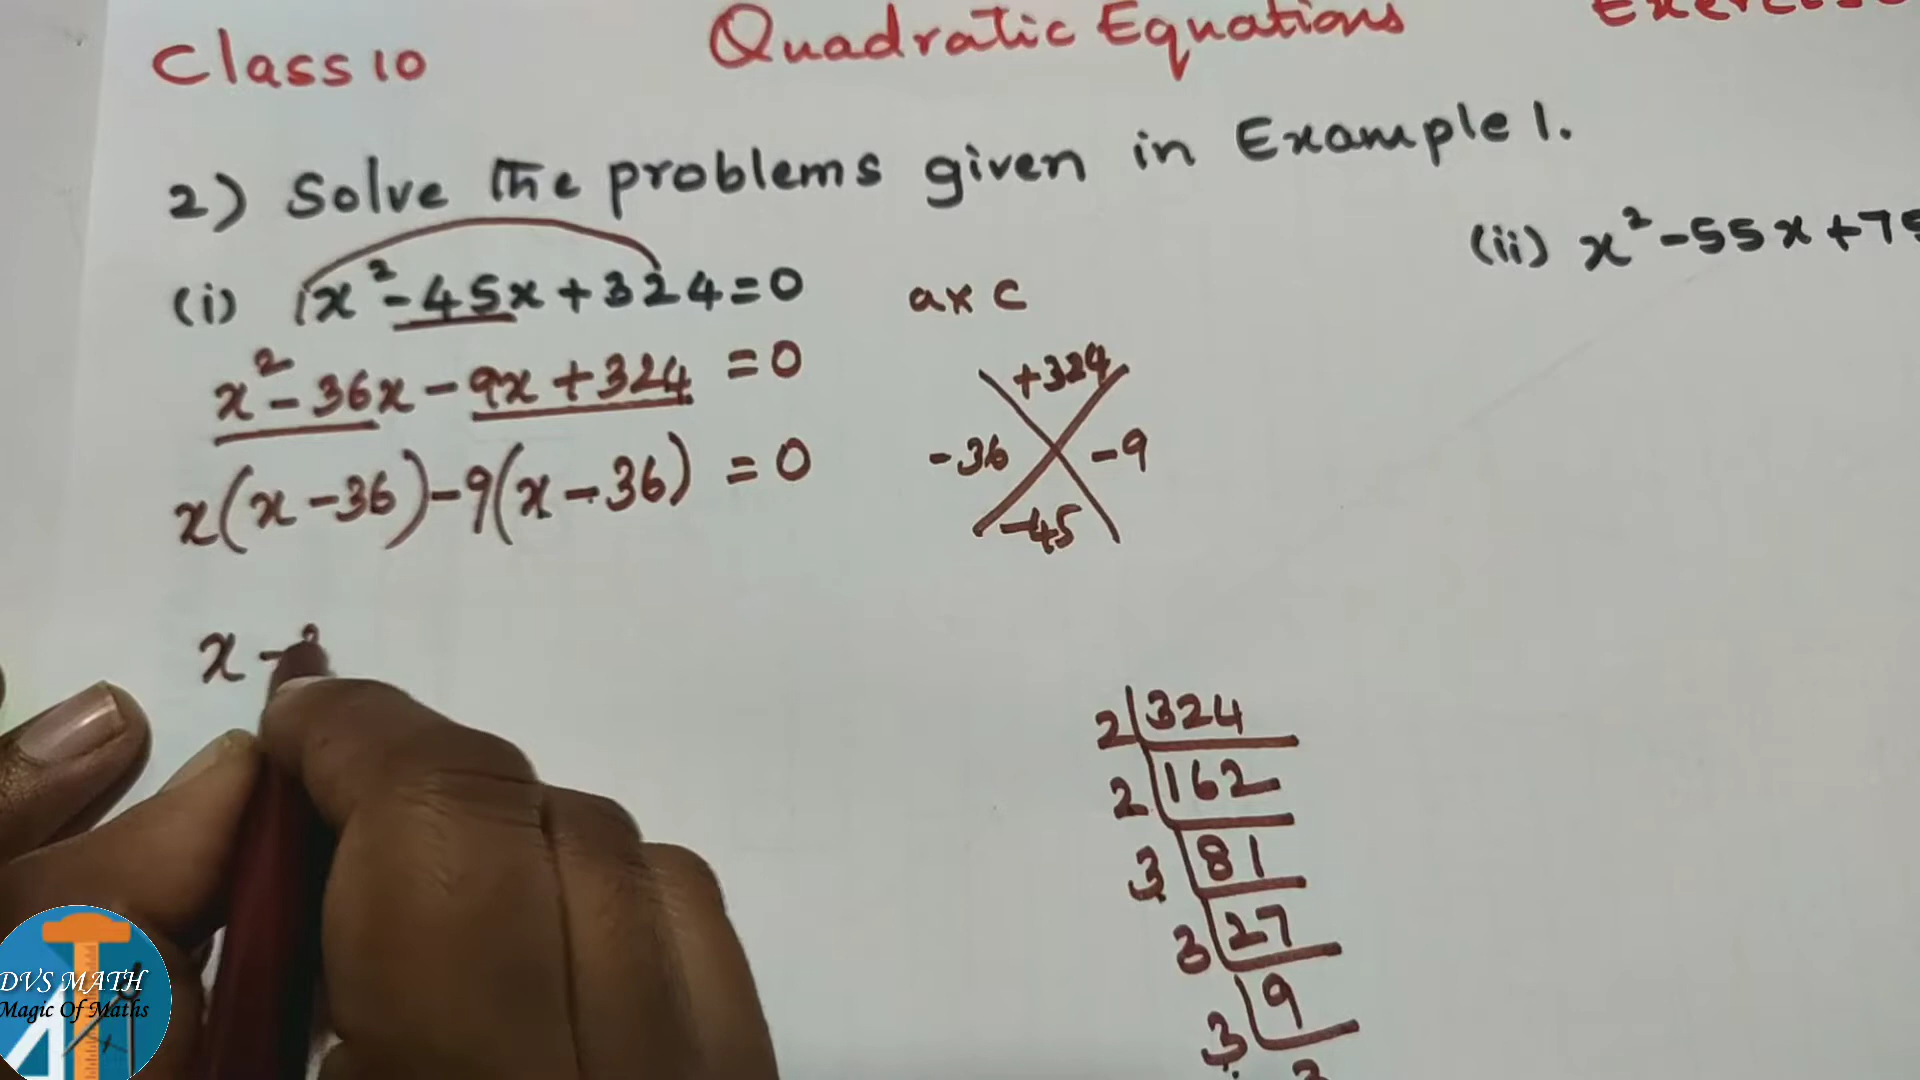 Class 10 Quadratic Equations
2) Solve the problems given in Example 1.
(i) 1x² - 45x + 324 = 0
a x c
(ii) x² - 55x + 75
x² - 36x - 9x + 324 = 0
x(x - 36) - 9(x - 36) = 0
+324
-36 -9
-45
x -
2 | 324
2 | 162
3 | 81
3 | 27
3 | 9
DVS MATH
Magic Of Maths